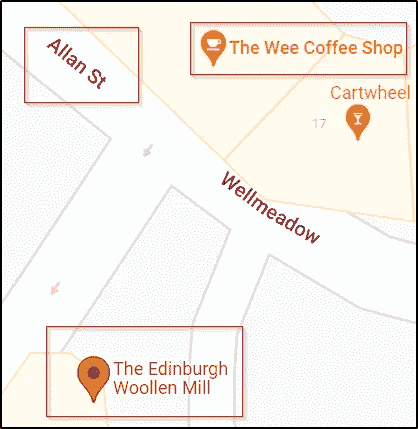 Allan St
The Wee Coffee Shop
Cartwheel
17
Wellmeadow
The Edinburgh
Woollen Mill